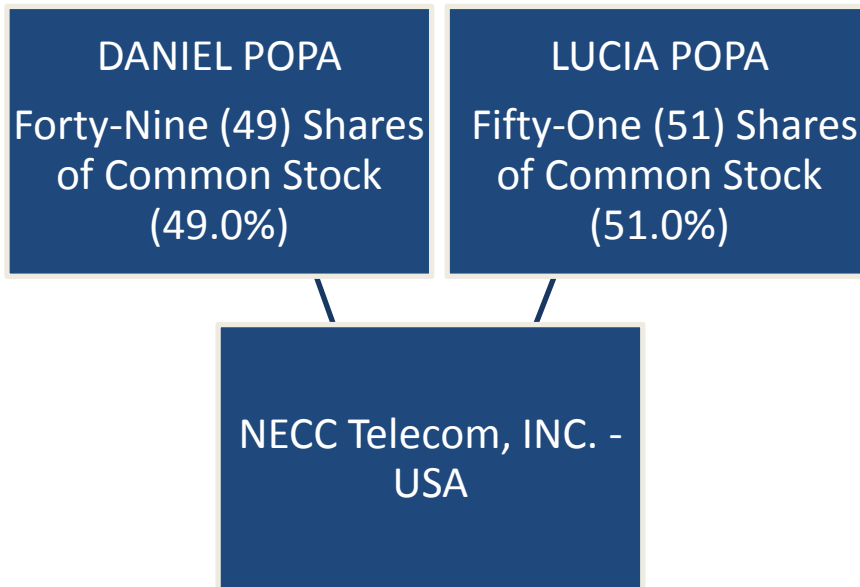 DANIEL POPA
Forty-Nine (49) Shares
of Common Stock
(49.0%)
LUCIA POPA
Fifty-One (51) Shares
of Common Stock
(51.0%)
NECC Telecom, INC. -
USA